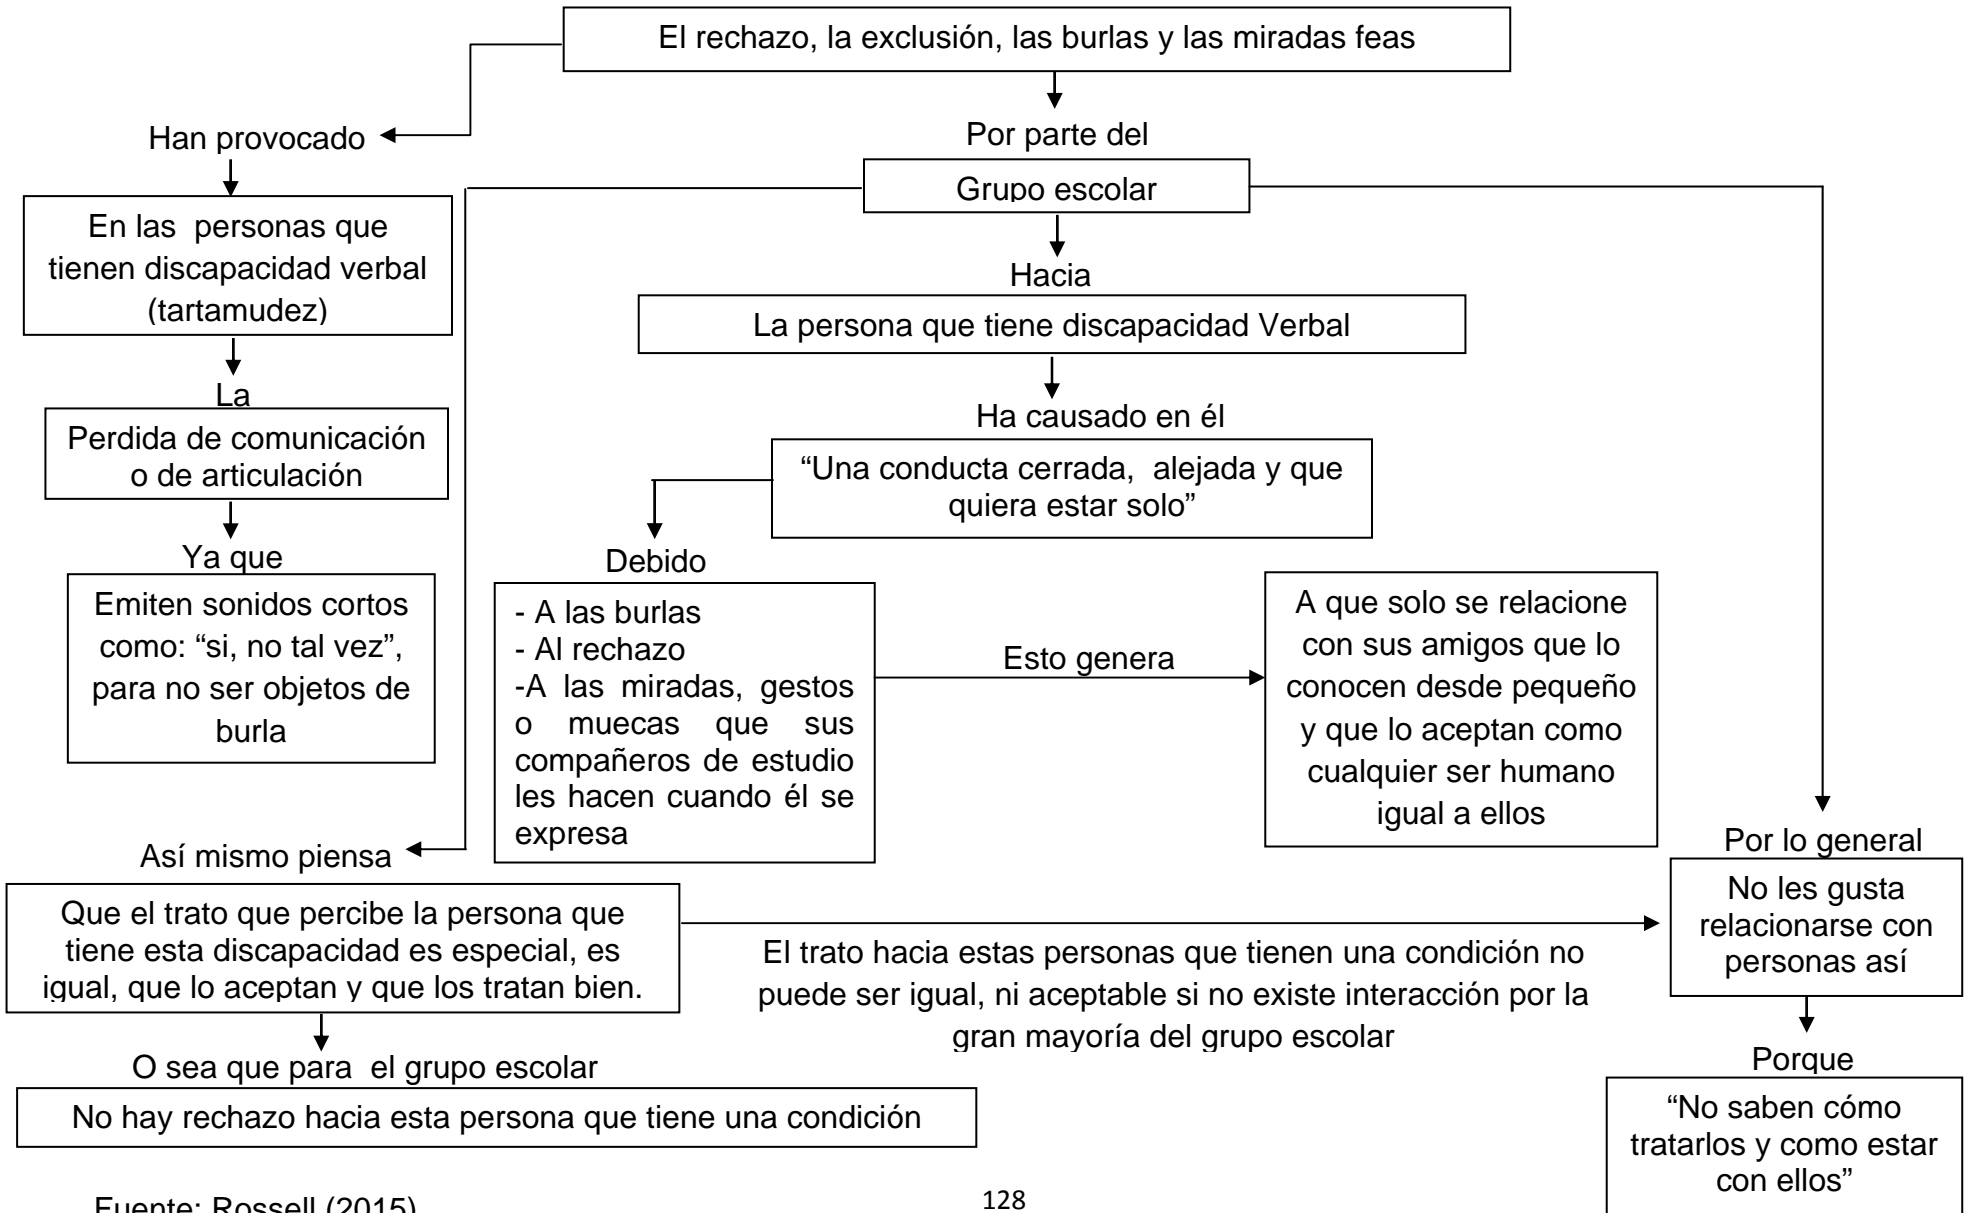 El rechazo, la exclusión, las burlas y las miradas feas
Han provocado
Por parte del
Grupo escolar
En las personas que
tienen discapacidad verbal
(tartamudez)
Hacia
La persona que tiene discapacidad Verbal
La
Perdida de comunicación
o de articulación
Ha causado en él
“Una conducta cerrada, alejada y que
quiera estar solo”
Ya que
Emiten sonidos cortos
como: “si, no tal vez”,
para no ser objetos de
burla
Debido
- A las burlas
- Al rechazo
-A las miradas, gestos
o muecas que sus
compañeros de estudio
les hacen cuando él se
expresa
Esto genera
A que solo se relacione
con sus amigos que lo
conocen desde pequeño
y que lo aceptan como
cualquier ser humano
igual a ellos
Así mismo piensa
Que el trato que percibe la persona que
tiene esta discapacidad es especial, es
igual, que lo aceptan y que los tratan bien.
El trato hacia estas personas que tienen una condición no
puede ser igual, ni aceptable si no existe interacción por la
gran mayoría del grupo escolar
Por lo general
No les gusta
relacionarse con
personas así
O sea que para el grupo escolar
No hay rechazo hacia esta persona que tiene una condición
Porque
“No saben cómo
tratarlos y como estar
con ellos”
Fuente: Rossell (2015)
128